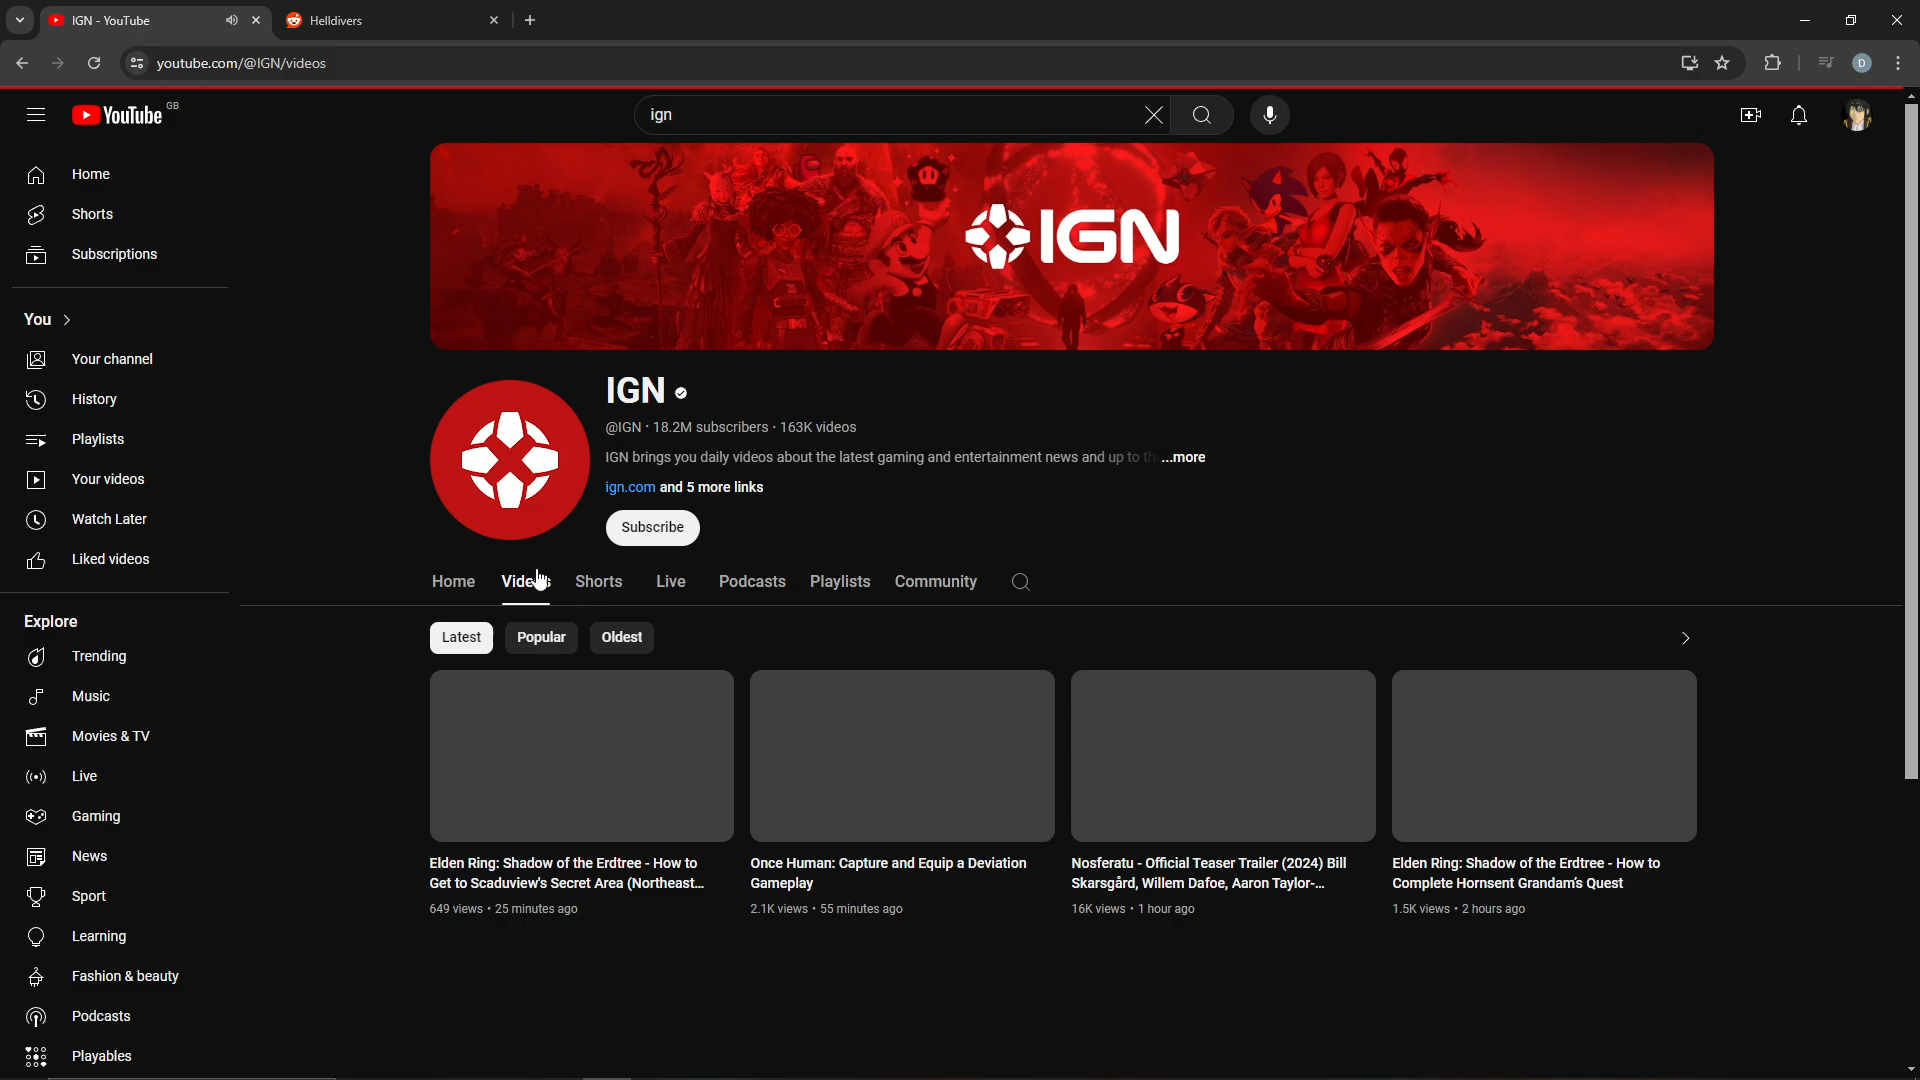 IGN - YouTube
Helldivers
youtube.com/@IGN/videos
D
YouTube GB
ign
Home
Shorts
Subscriptions
You
Your channel
History
Playlists
Your videos
Watch Later
Liked videos
Explore
Trending
Music
Movies & TV
Live
Gaming
News
Sport
Learning
Fashion & beauty
Podcasts
Playables
IGN
IGN
@IGN · 18.2M subscribers · 163K videos
IGN brings you daily videos about the latest gaming and entertainment news and up to ...more
ign.com and 5 more links
Subscribe
Home Videos Shorts Live Podcasts Playlists Community
Latest Popular Oldest
Elden Ring: Shadow of the Erdtree - How to
Get to Scaduview's Secret Area (Northeast...
649 views · 25 minutes ago
Once Human: Capture and Equip a Deviation
Gameplay
2.1K views · 55 minutes ago
Nosferatu - Official Teaser Trailer (2024) Bill
Skarsgård, Willem Dafoe, Aaron Taylor-...
16K views · 1 hour ago
Elden Ring: Shadow of the Erdtree - How to
Complete Hornsent Grandam's Quest
1.5K views · 2 hours ago